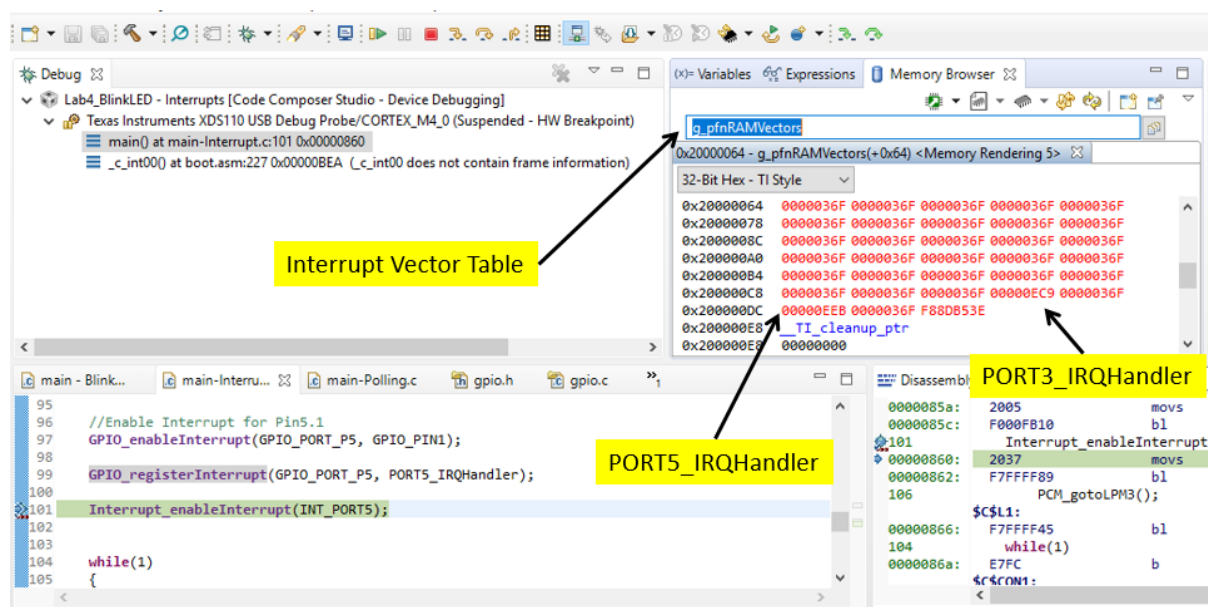 Debug
(x)= Variables Expressions Memory Browser
Lab4_BlinkLED - Interrupts [Code Composer Studio - Device Debugging]
Texas Instruments XDS110 USB Debug Probe/CORTEX_M4_0 (Suspended - HW Breakpoint)
main() at main-Interrupt.c:101 0x00000860
_c_int00() at boot.asm:227 0x00000BEA (_c_int00 does not contain frame information)
Interrupt Vector Table
g_pfnRAMVectors
0x20000064 - g_pfnRAMVectors(+0x64) <Memory Rendering 5>
32-Bit Hex - TI Style
0x20000064 0000036F 0000036F 0000036F 0000036F 0000036F
0x20000078 0000036F 0000036F 0000036F 0000036F 0000036F
0x2000008C 0000036F 0000036F 0000036F 0000036F 0000036F
0x200000A0 0000036F 0000036F 0000036F 0000036F 0000036F
0x200000B4 0000036F 0000036F 0000036F 0000036F 0000036F
0x200000C8 0000036F 0000036F 0000036F 00000EC9 0000036F
0x200000DC 00000EEB 0000036F F88DB53E
0x200000E8 __TI_cleanup_ptr
0x200000E8 00000000
PORT3_IRQHandler
PORT5_IRQHandler
main - Blink... main-Interru... main-Polling.c gpio.h gpio.c »1
95
96 //Enable Interrupt for Pin5.1
97 GPIO_enableInterrupt(GPIO_PORT_P5, GPIO_PIN1);
98
99 GPIO_registerInterrupt(GPIO_PORT_P5, PORT5_IRQHandler);
100
101 Interrupt_enableInterrupt(INT_PORT5);
102
103
104 while(1)
105 {
Disassembl
0000085a: 2005 movs
0000085c: F000FB10 bl
101 Interrupt_enableInterrupt
00000860: 2037 movs
00000862: F7FFFF89 bl
106 PCM_gotoLPM3();
$C$L1:
00000866: F7FFFF45 bl
104 while(1)
0000086a: E7FC b
$C$CON1: